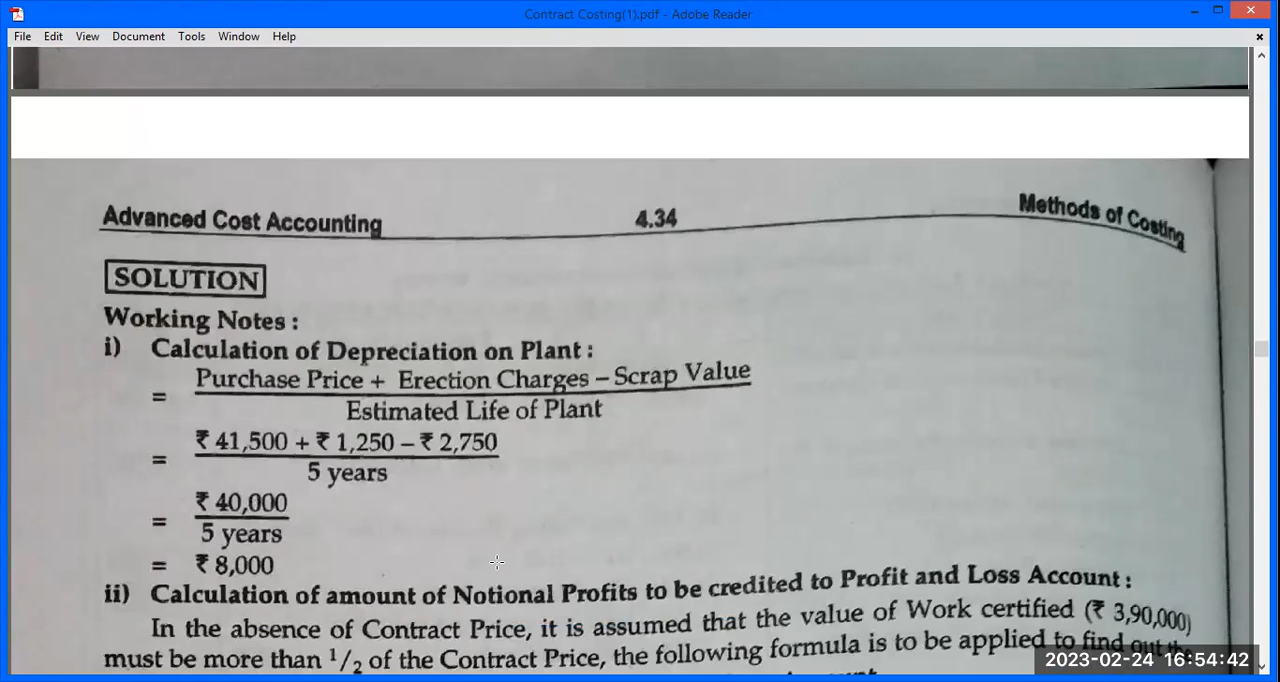 Contract Costing(1).pdf - Adobe Reader
File Edit View Document Tools Window Help
Advanced Cost Accounting 4.34 Methods of Costing
SOLUTION
Working Notes :
i) Calculation of Depreciation on Plant :
= Purchase Price + Erection Charges – Scrap Value
Estimated Life of Plant
= ₹ 41,500 + ₹ 1,250 – ₹ 2,750
5 years
= ₹ 40,000
5 years
= ₹ 8,000
ii) Calculation of amount of Notional Profits to be credited to Profit and Loss Account :
In the absence of Contract Price, it is assumed that the value of Work certified (₹ 3,90,000)
must be more than 1/2 of the Contract Price, the following formula is to be applied to find out the
2023-02-24 16:54:42